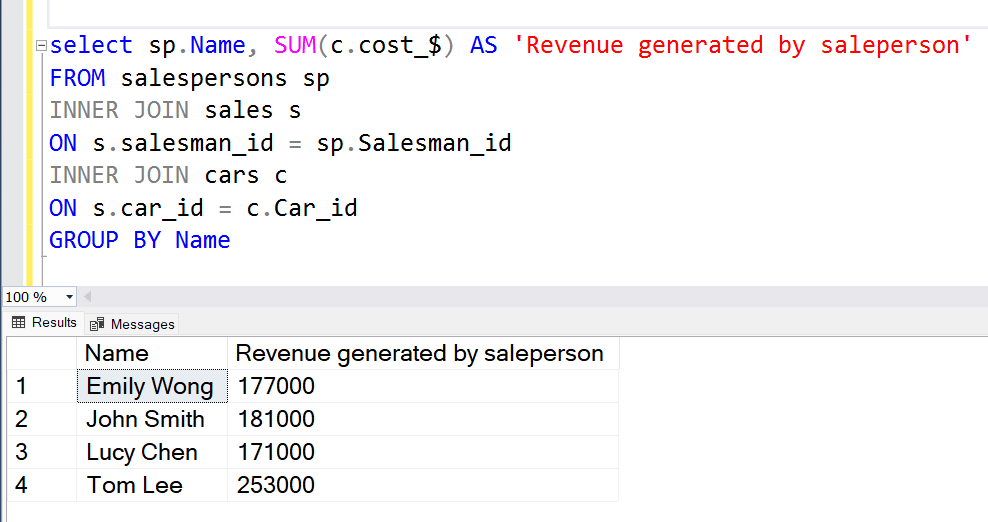 select sp.Name, SUM(c.cost_$) AS 'Revenue generated by saleperson'
FROM salespersons sp
INNER JOIN sales s
ON s.salesman_id = sp.Salesman_id
INNER JOIN cars c
ON s.car_id = c.Car_id
GROUP BY Name
100 %
Results Messages
Name Revenue generated by saleperson
1 Emily Wong 177000
2 John Smith 181000
3 Lucy Chen 171000
4 Tom Lee 253000